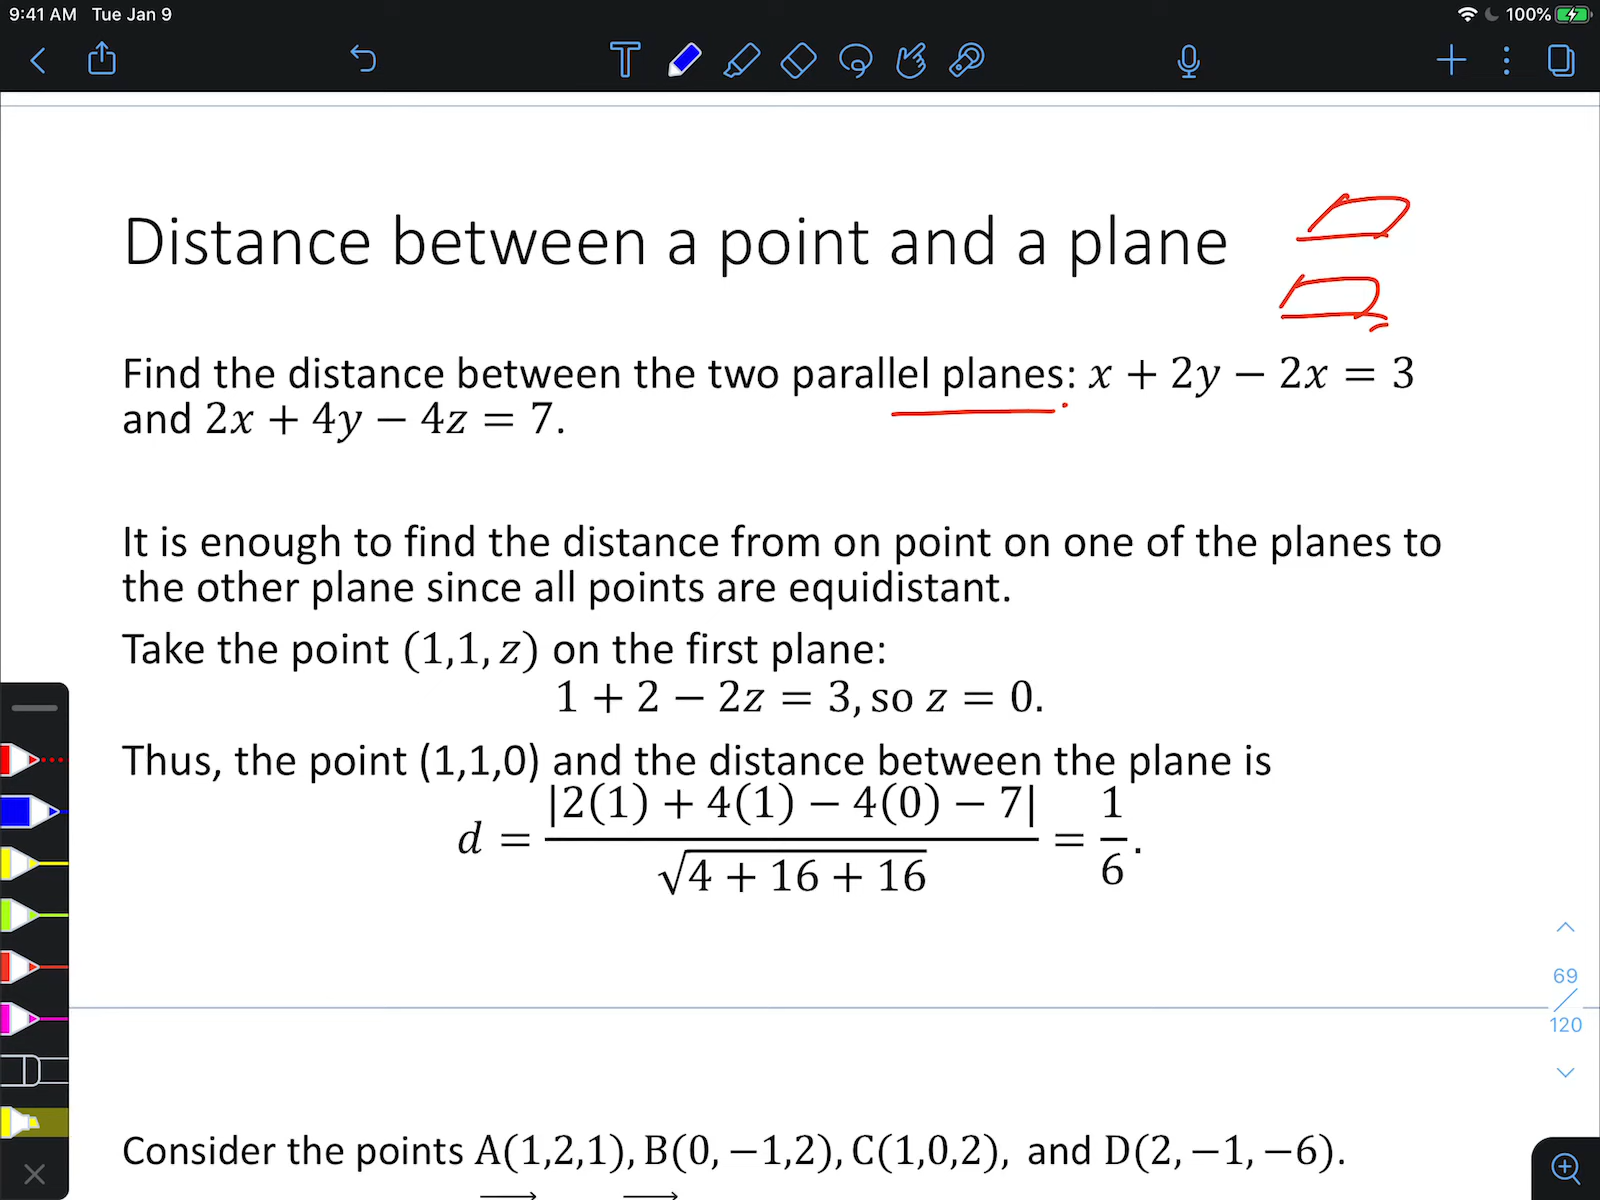 9:41 AM Tue Jan 9
100%
Distance between a point and a plane
Find the distance between the two parallel planes: x + 2y − 2x = 3
and 2x + 4y − 4z = 7.
It is enough to find the distance from on point on one of the planes to
the other plane since all points are equidistant.
Take the point (1,1, z) on the first plane:
1 + 2 − 2z = 3, so z = 0.
Thus, the point (1,1,0) and the distance between the plane is
d = |2(1) + 4(1) − 4(0) − 7| / √4 + 16 + 16 = 1/6.
69
/
120
Consider the points A(1,2,1), B(0, −1,2), C(1,0,2), and D(2, −1, −6).